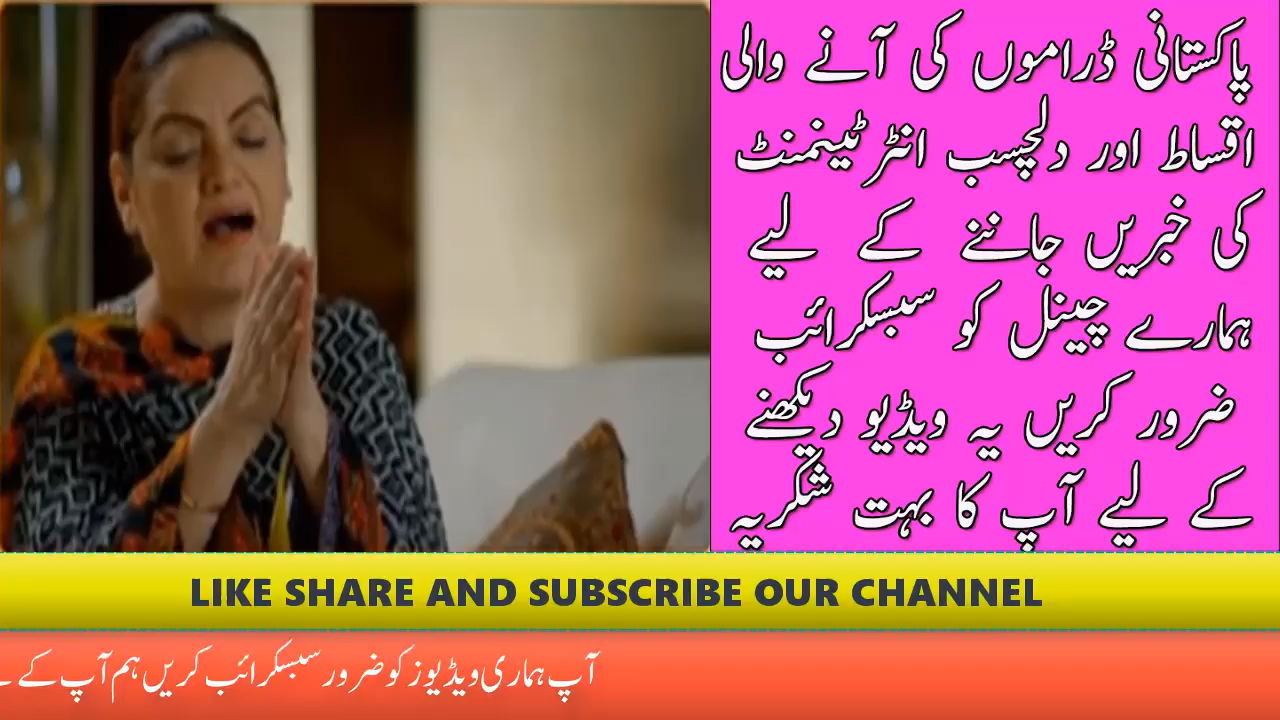 پاکستانی ڈراموں کی آنے والی
اقساط اور دلچسب انٹرٹینمنٹ
کی خبریں جاننے کے لیے
ہمارے چینل کو سبسکرائب
ضرور کریں یہ ویڈیو دیکھنے
کے لیے آپ کا بہت شکریہ
LIKE SHARE AND SUBSCRIBE OUR CHANNEL
آپ ہماری ویڈیوز کو ضرور سبسکرائب کریں ہم آپ کے